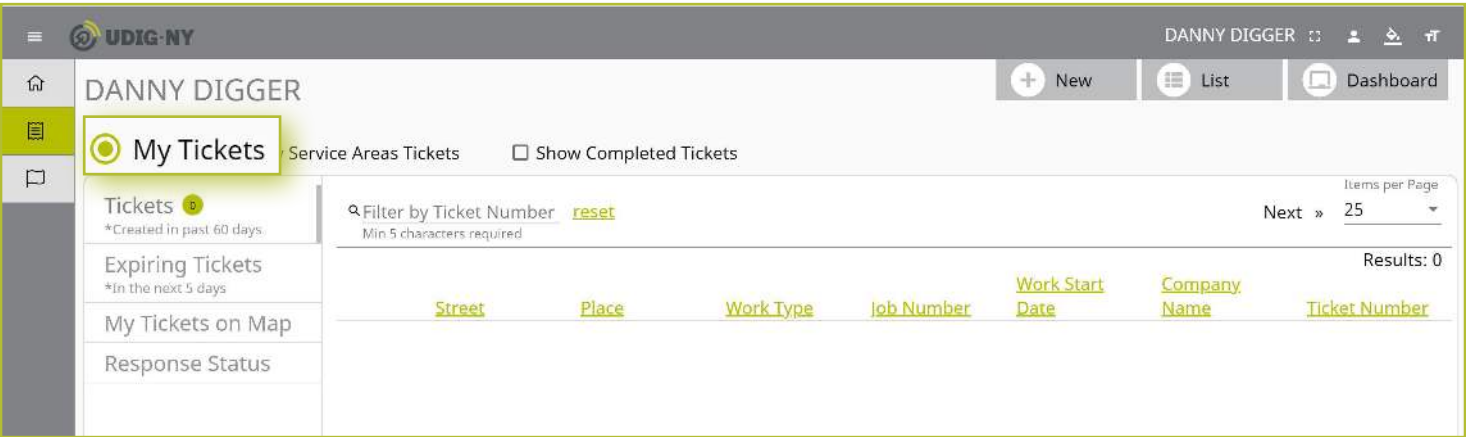 UDIG-NY
DANNY DIGGER
DANNY DIGGER
New
List
Dashboard
My Tickets
Service Areas Tickets
Show Completed Tickets
Tickets
*Created in past 60 days
Expiring Tickets
*In the next 5 days
My Tickets on Map
Response Status
Filter by Ticket Number reset
Min 5 characters required
Next »
Items per Page
25
Results: 0
Street
Place
Work Type
Job Number
Work Start
Date
Company
Name
Ticket Number